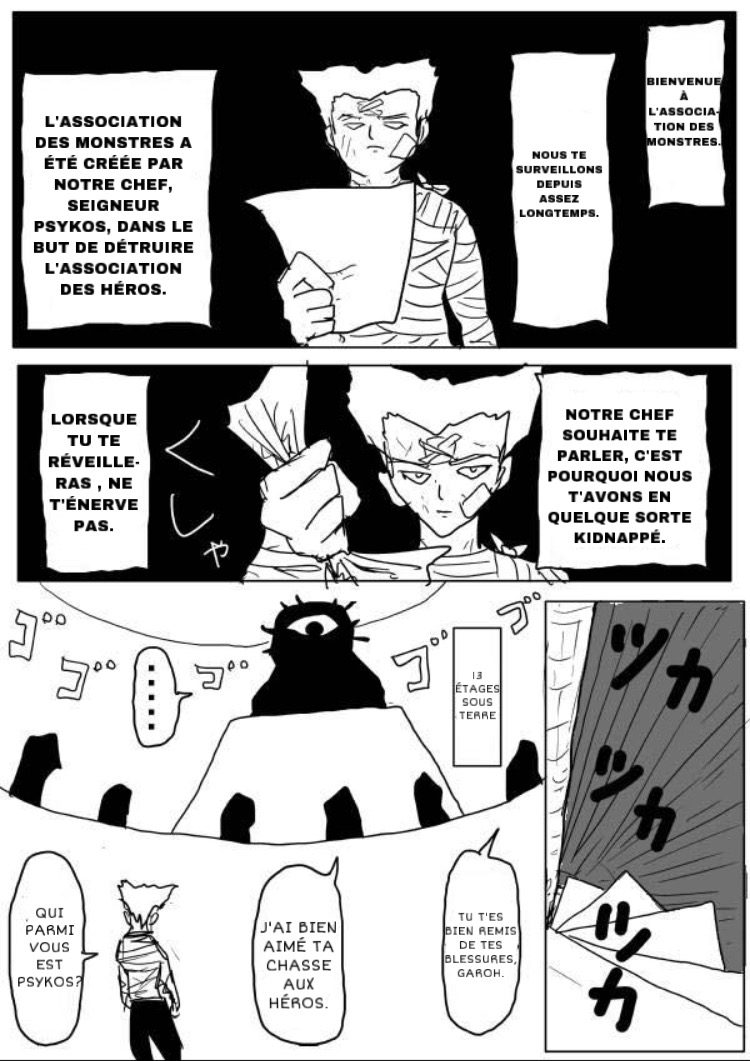 BIENVENUE
À
L'ASSOCIA-
TION DES
MONSTRES.
NOUS TE
SURVEILLONS
DEPUIS
ASSEZ
LONGTEMPS.
L'ASSOCIATION
DES MONSTRES A
ÉTÉ CRÉÉE PAR
NOTRE CHEF,
SEIGNEUR
PSYKOS, DANS LE
BUT DE DÉTRUIRE
L'ASSOCIATION
DES HÉROS.
NOTRE CHEF
SOUHAITE TE
PARLER, C'EST
POURQUOI NOUS
T'AVONS EN
QUELQUE SORTE
KIDNAPPÉ.
LORSQUE
TU TE
RÉVEILLE-
RAS , NE
T'ÉNERVE
PAS.
くしゃ
ツカ
ツカ
ツカ
13
ÉTAGES
SOUS
TERRE
ゴ
ゴ
ゴ
ゴ
ゴ
ゴ
......
TU T'ES
BIEN REMIS
DE TES
BLESSURES,
GAROH.
J'AI BIEN
AIMÉ TA
CHASSE
AUX
HÉROS.
QUI
PARMI
VOUS
EST
PSYKOS?